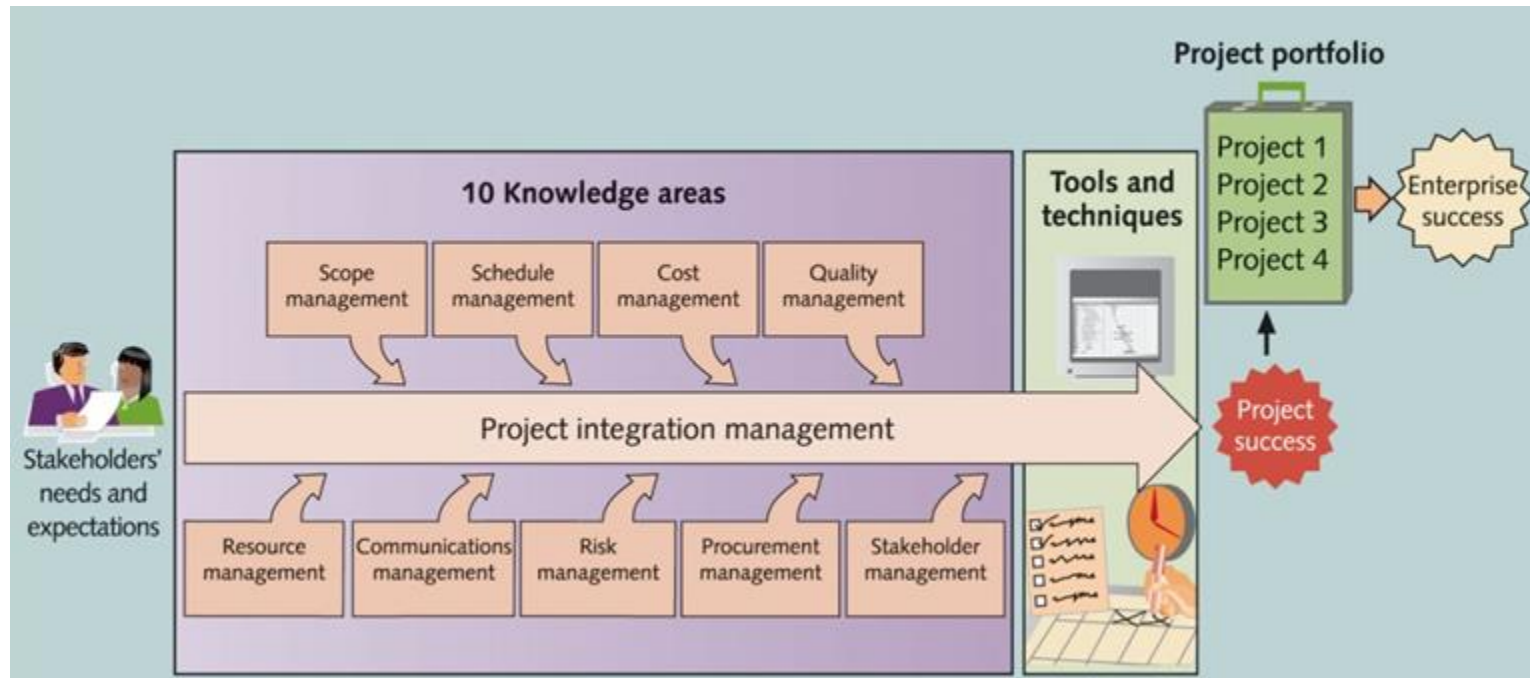 Project portfolio
Project 1
Project 2
Project 3
Project 4
Enterprise
success
10 Knowledge areas
Tools and
techniques
Scope
management
Schedule
management
Cost
management
Quality
management
Stakeholders'
needs and
expectations
Project integration management
Project
success
Resource
management
Communications
management
Risk
management
Procurement
management
Stakeholder
management